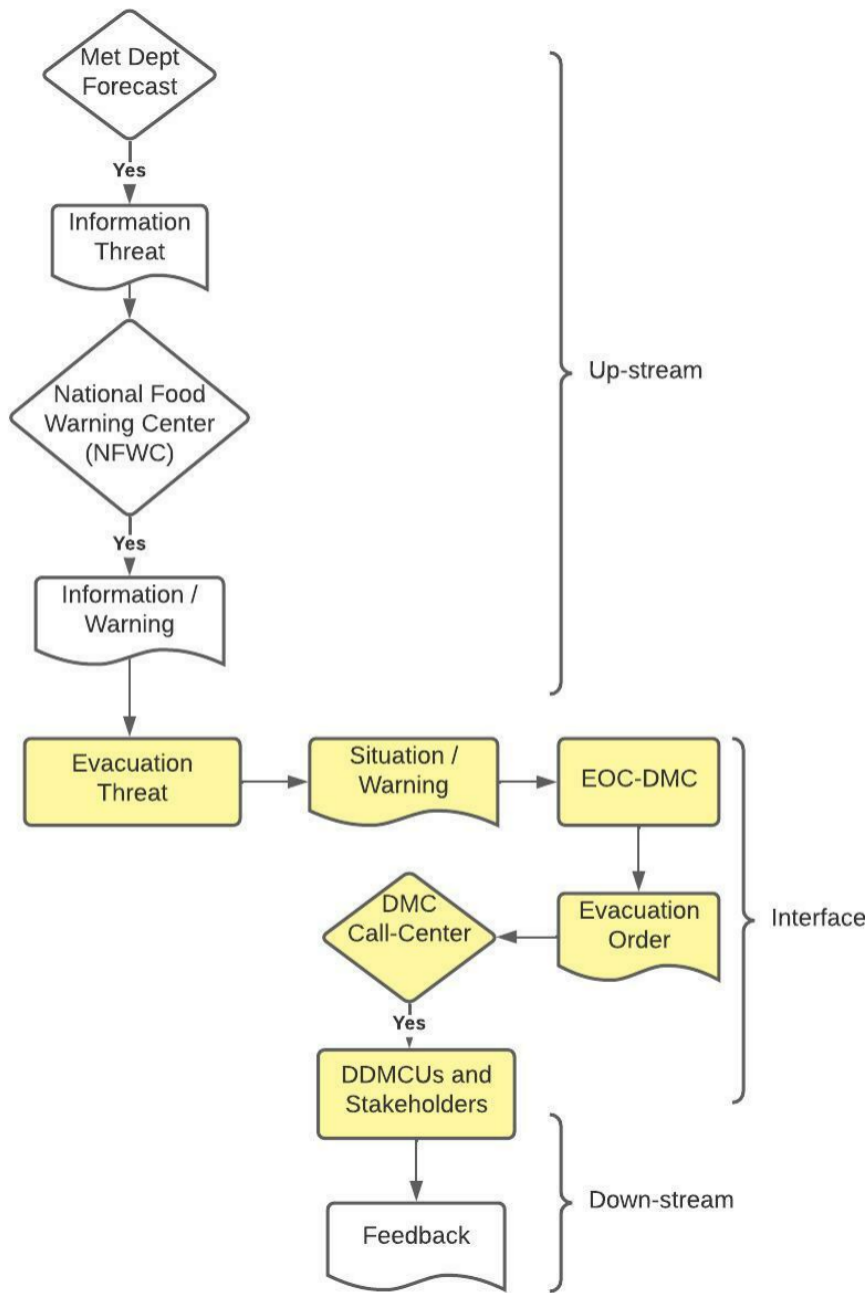 Met Dept
Forecast
Yes
Information
Threat
National Food
Warning Center
(NFWC)
Up-stream
Yes
Information /
Warning
Evacuation
Threat
Situation /
Warning
EOC-DMC
Evacuation
Order
DMC
Call-Center
Interface
Yes
DDMCUs and
Stakeholders
Down-stream
Feedback